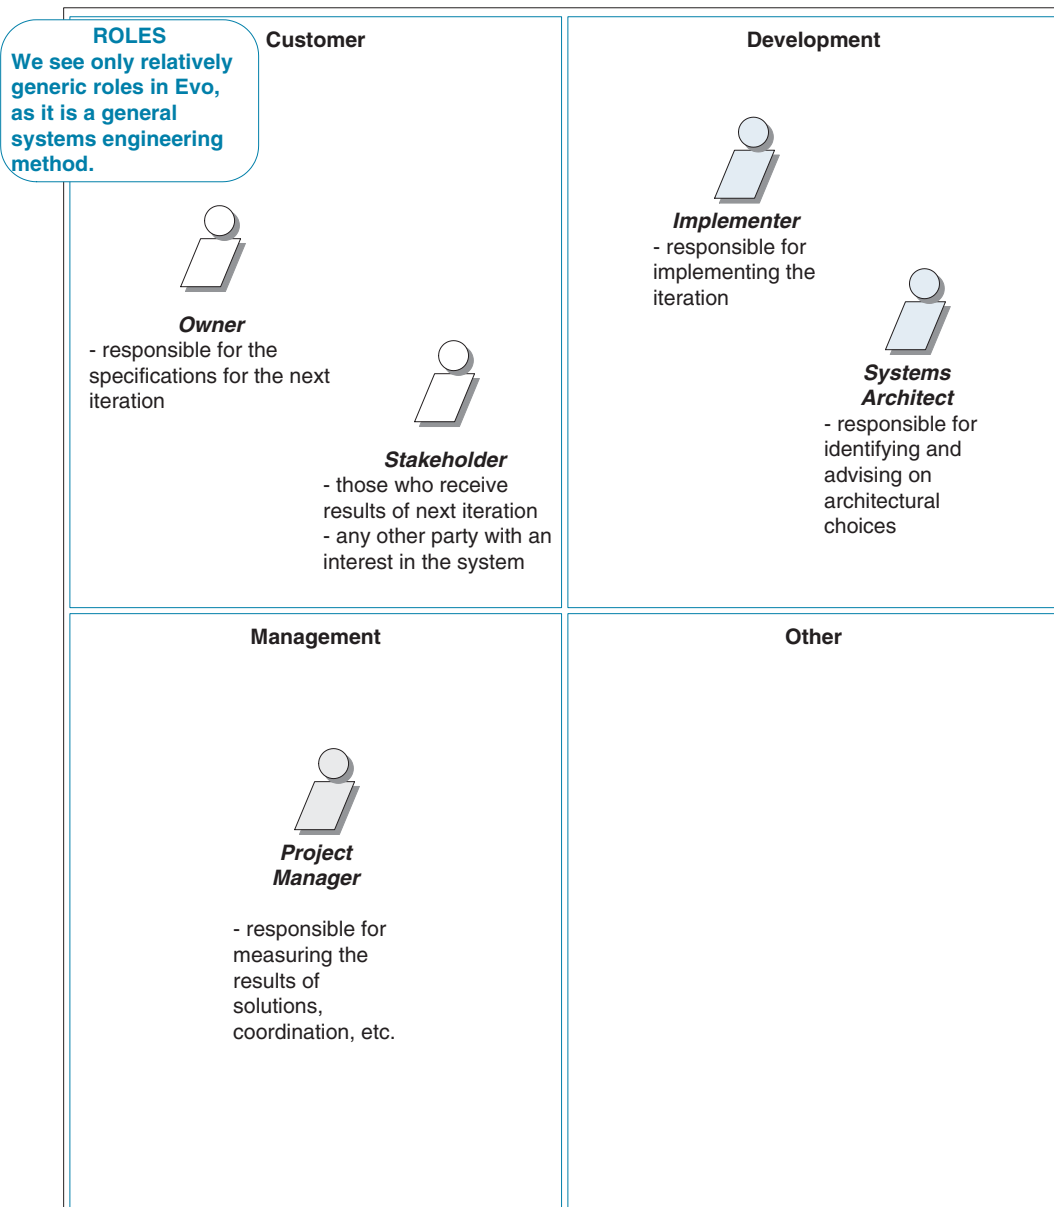 ROLES
We see only relatively
generic roles in Evo,
as it is a general
systems engineering
method.
Customer
Owner
- responsible for the
specifications for the next
iteration
Stakeholder
- those who receive
results of next iteration
- any other party with an
interest in the system
Development
Implementer
- responsible for
implementing the
iteration
Systems
Architect
- responsible for
identifying and
advising on
architectural
choices
Management
Project
Manager
- responsible for
measuring the
results of
solutions,
coordination, etc.
Other